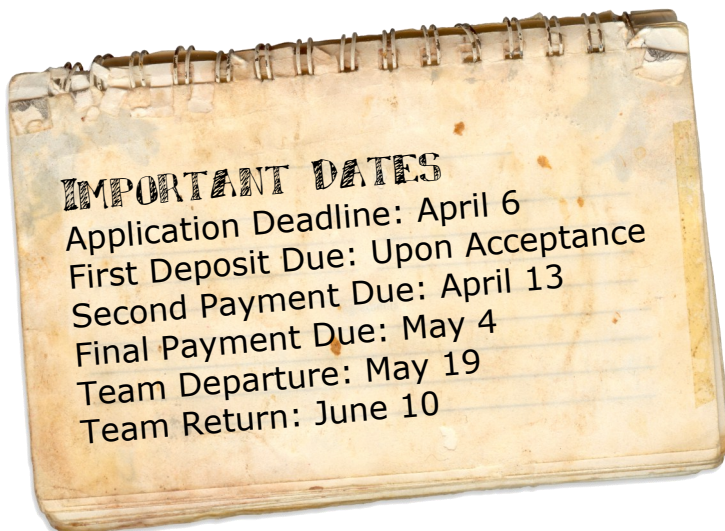 IMPORTANT DATES
Application Deadline: April 6
First Deposit Due: Upon Acceptance
Second Payment Due: April 13
Final Payment Due: May 4
Team Departure: May 19
Team Return: June 10